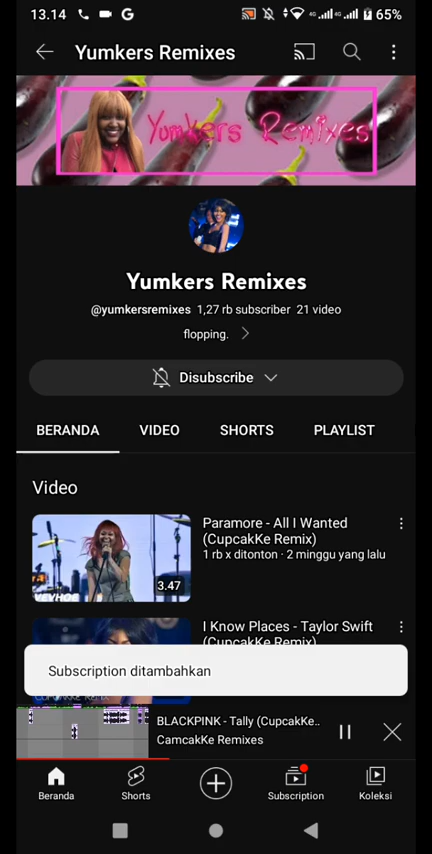 13.14
G
4G
4G
65%
Yumkers Remixes
Yumkers Remixes
Yumkers Remixes
@yumkersremixes 1,27 rb subscriber 21 video
flopping.
Disubscribe
BERANDA VIDEO SHORTS PLAYLIST
Video
Paramore - All I Wanted
(CupcakKe Remix)
1 rb x ditonton · 2 minggu yang lalu
3.47
I Know Places - Taylor Swift
(CupcakKe Remix)
Subscription ditambahkan
BLACKPINK - Tally (CupcakKe..
CamcakKe Remixes
Beranda Shorts Subscription Koleksi